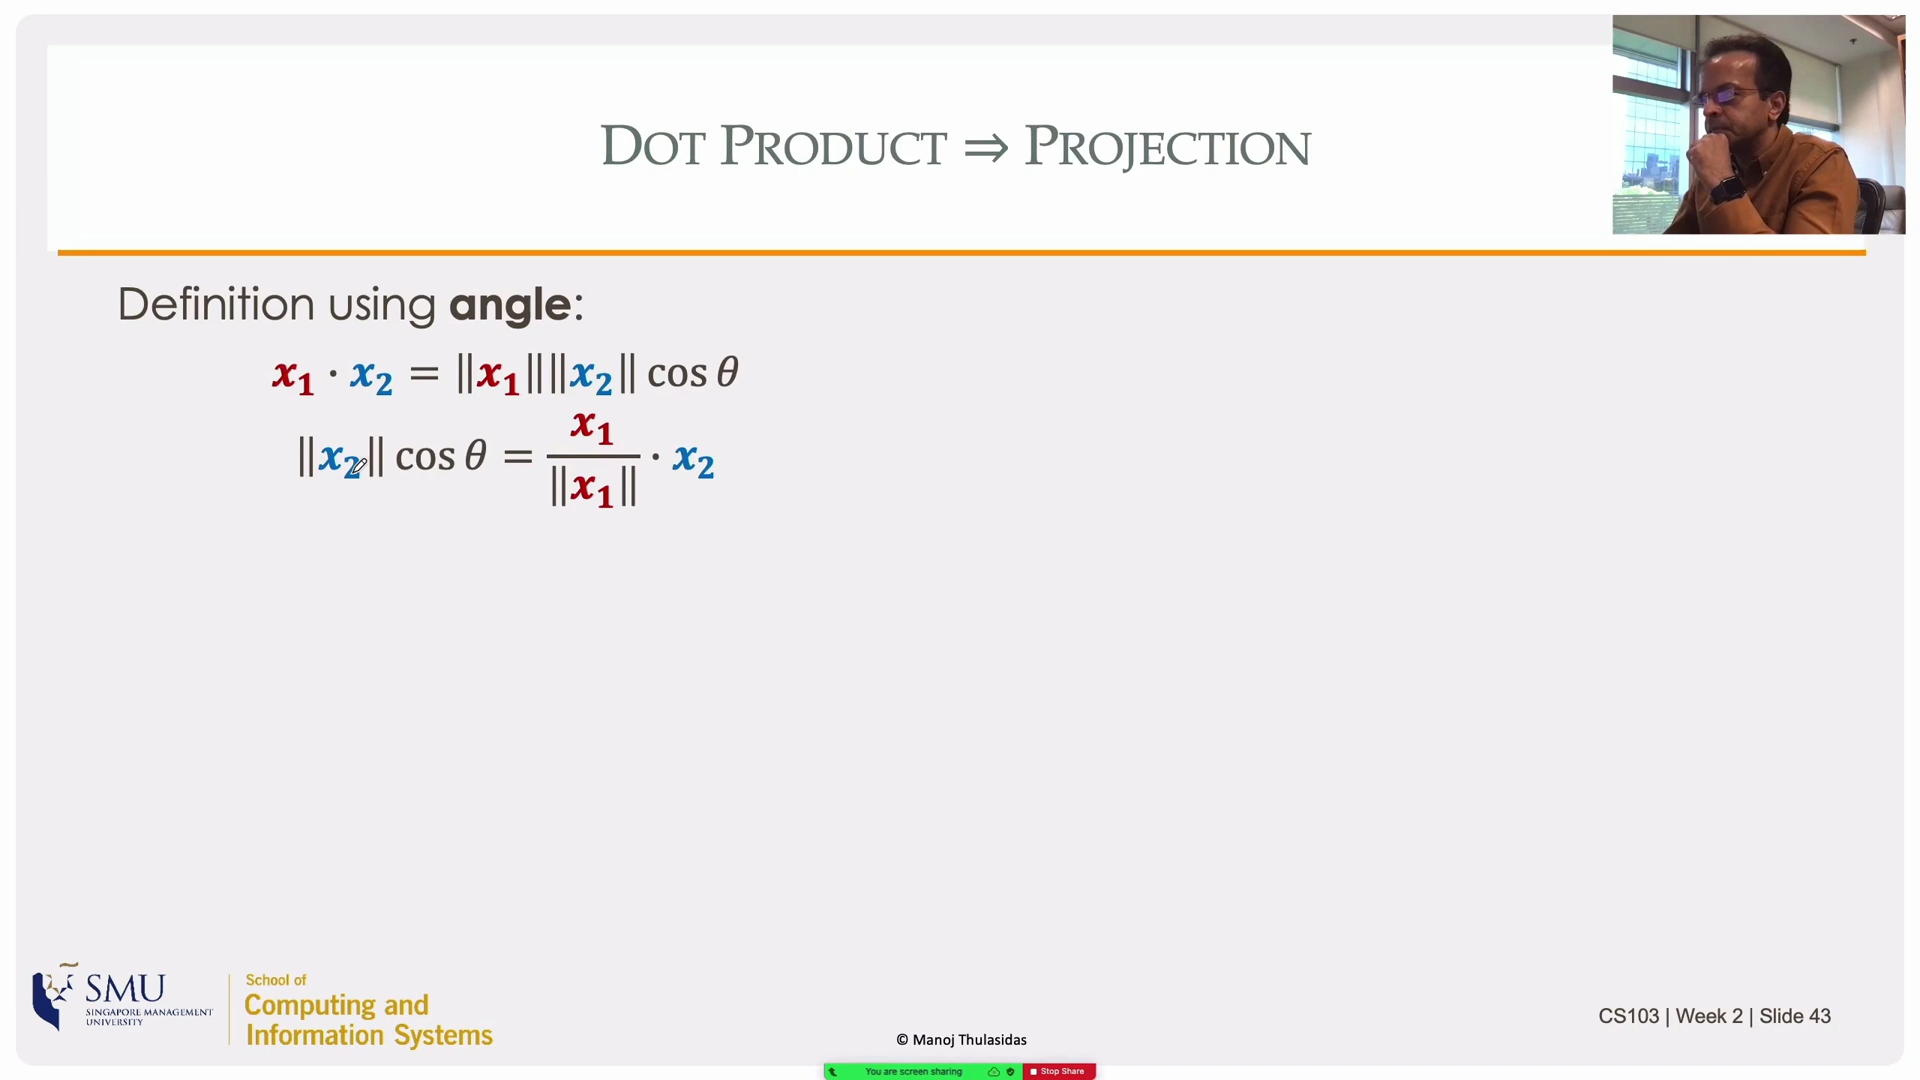 DOT PRODUCT ⇒ PROJECTION
Definition using angle:
x₁ · x₂ = ‖x₁‖‖x₂‖ cos θ
‖x₂‖ cos θ = x₁ / ‖x₁‖ · x₂
SMU
SINGAPORE MANAGEMENT
UNIVERSITY
School of
Computing and
Information Systems
© Manoj Thulasidas
CS103 | Week 2 | Slide 43
You are screen sharing
Stop Share